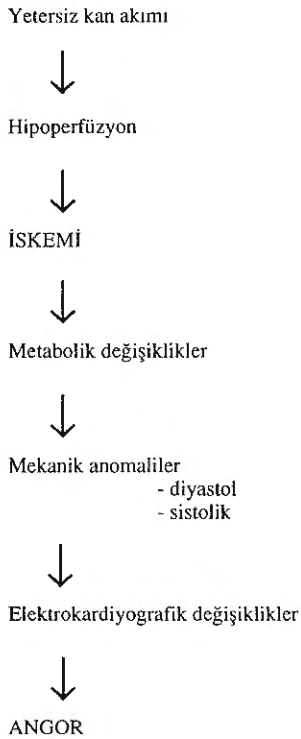 Yetersiz kan akımı
Hipoperfüzyon
İSKEMİ
Metabolik değişiklikler
Mekanik anomaliler
- diyastol
- sistolik
Elektrokardiyografik değişiklikler
ANGOR